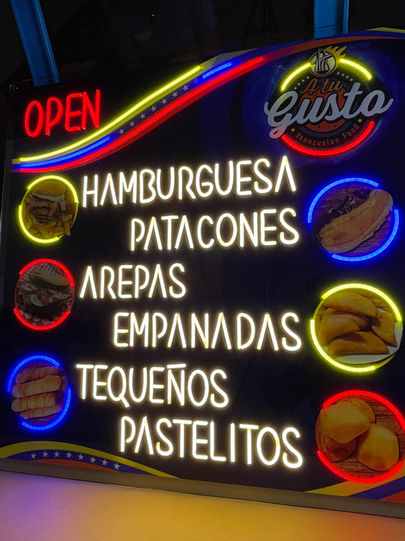 OPEN
A tu
Gusto
Venezuelan Food
HAMBURGUESA
PATACONES
AREPAS
EMPANADAS
TEQUEÑOS
PASTELITOS